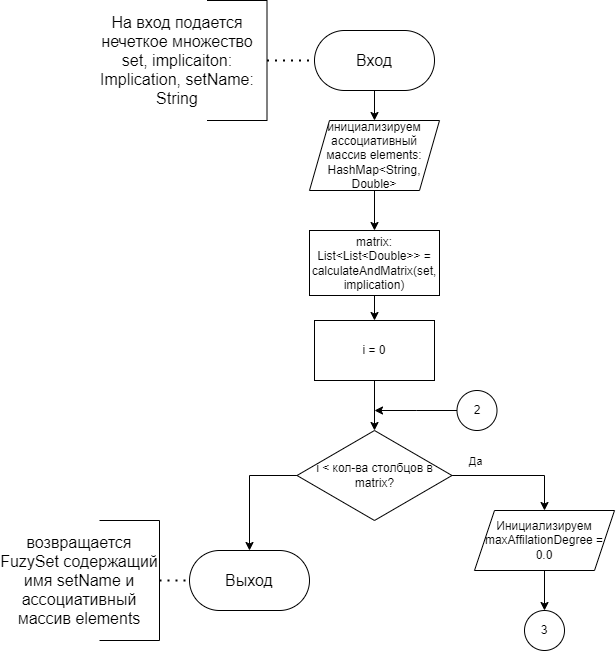 На вход подается
нечеткое множество
set, implicaiton:
Implication, setName:
String
Вход
инициализируем
ассоциативный
массив elements:
HashMap<String,
Double>
matrix:
List<List<Double>> =
calculateAndMatrix(set,
implication)
i = 0
2
i < кол-ва столбцов в
matrix?
Да
Инициализируем
maxAffilationDegree =
0.0
возвращается
FuzySet содержащий
имя setName и
ассоциативный
массив elements
Выход
3